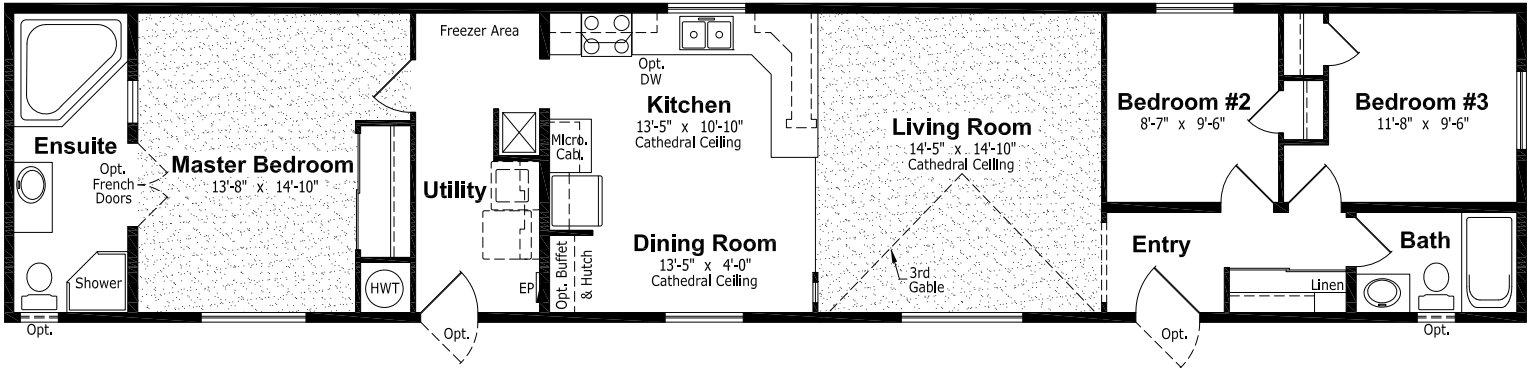 Ensuite
Opt.
French
Doors
Shower
Opt.
Master Bedroom
13'-8" x 14'-10"
HWT
Freezer Area
Utility
EP
Opt.
Opt.
DW
Kitchen
13'-5" x 10'-10"
Cathedral Ceiling
MIcro.
Cab.
Opt. Buffet
& Hutch
Dining Room
13'-5" x 4'-0"
Cathedral Ceiling
Living Room
14'-5" x 14'-10"
Cathedral Ceiling
3rd
Gable
Bedroom #2
8'-7" x 9'-6"
Bedroom #3
11'-8" x 9'-6"
Entry
Opt.
Linen
Bath
Opt.